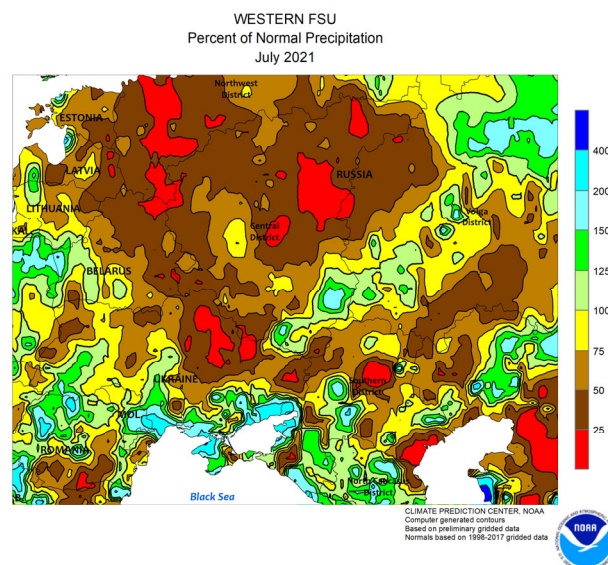 WESTERN FSU
Percent of Normal Precipitation
July 2021
Northwest
District
ESTONIA
LATVIA
RUSSIA
LITHUANIA
Volga
District
Central
District
BELARUS
UKRAINE
Southern
District
MOL
ROMANIA
Black Sea
District
400
200
150
125
100
75
50
25
CLIMATE PREDICTION CENTER, NOAA
Computer generated contours
Based on preliminary gridded data
Normals based on 1998-2017 gridded data
NOAA